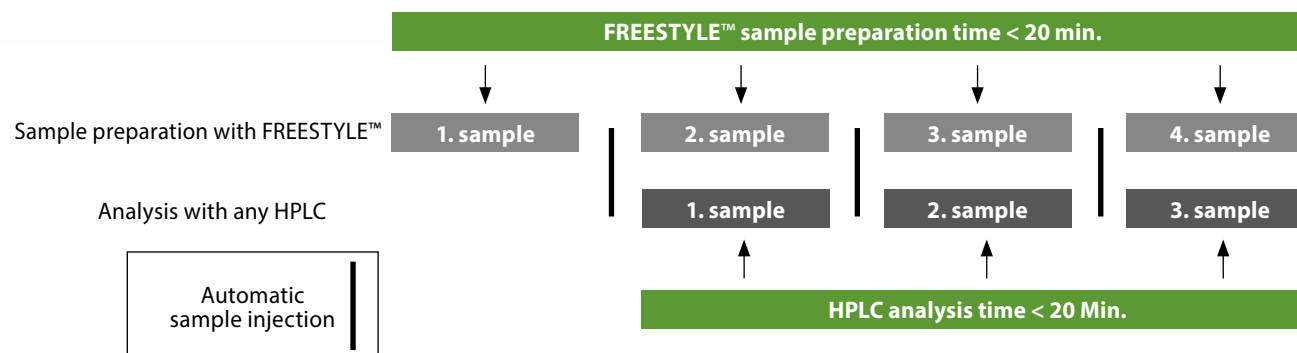 FREESTYLE™ sample preparation time < 20 min.
Sample preparation with FREESTYLE™ 1. sample 2. sample 3. sample 4. sample
Analysis with any HPLC 1. sample 2. sample 3. sample
Automatic
sample injection
HPLC analysis time < 20 Min.